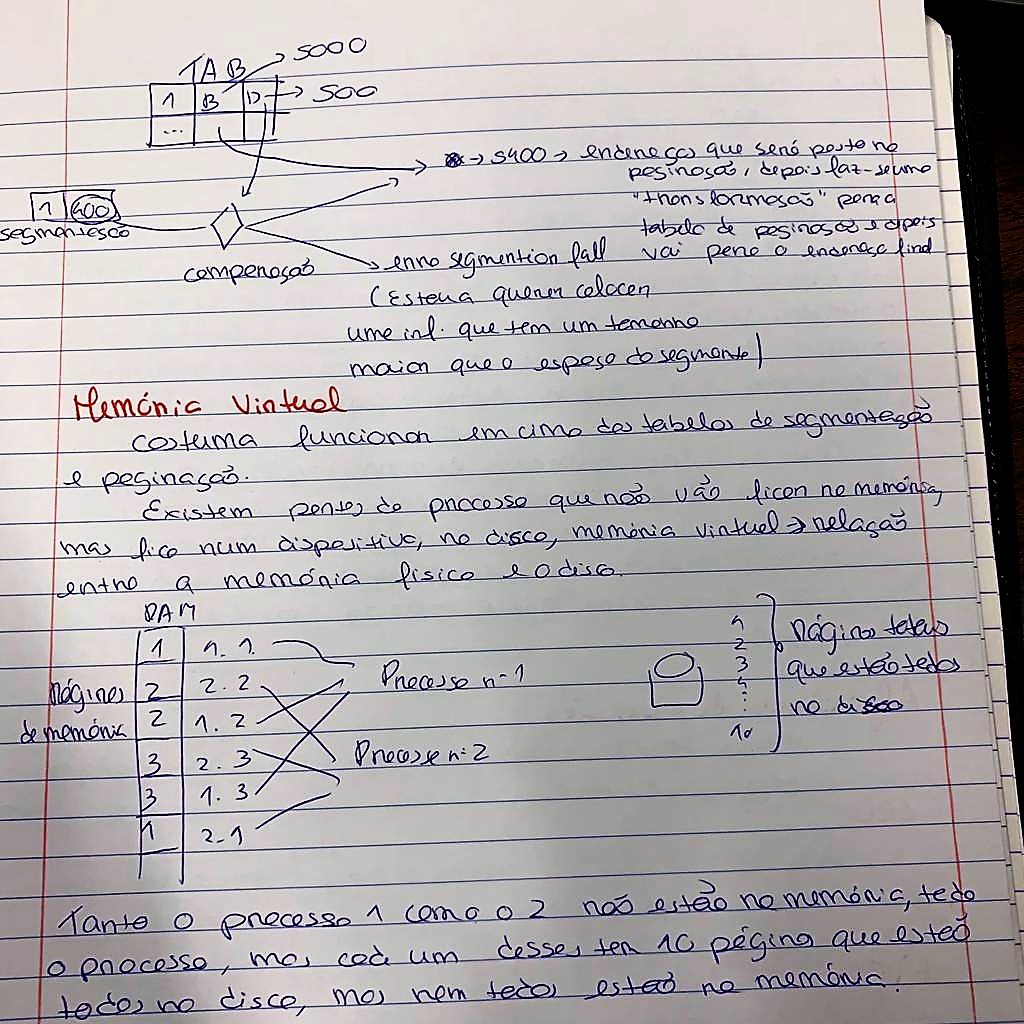 TAB
5000
1 B D
500
...
→ 5400 → endereço que será posto na
paginação, depois faz-se uma
"transformação" para a
tabela de paginação e depois
vai para o endereço final
1 400
segmentação
comparação
erro segmention fall
(Estava querer colocar
uma inf. que tem um tamanho
maior que o espaço do segmento)
Memória Virtual
Costuma funcionar em cima das tabelas de segmentação
e paginação.
Existem partes do processo que não vão ficar na memória,
mas fica num dispositivo, no disco, memória virtual → relação
entre a memória física e o disco.
RAM
1 1.1
2 2.2
2 1.2
3 2.3
3 1.3
1 2-1
Páginas
de memória
Processo n=1
Processo n=2
1
2
3
4
:
10
Páginas totais
que estão todas
no disco
Tanto o processo 1 como o 2 não estão na memória, todo
o processo, mas cada um desses tem 10 página que estão
todas no disco, mas nem todas estão na memória.